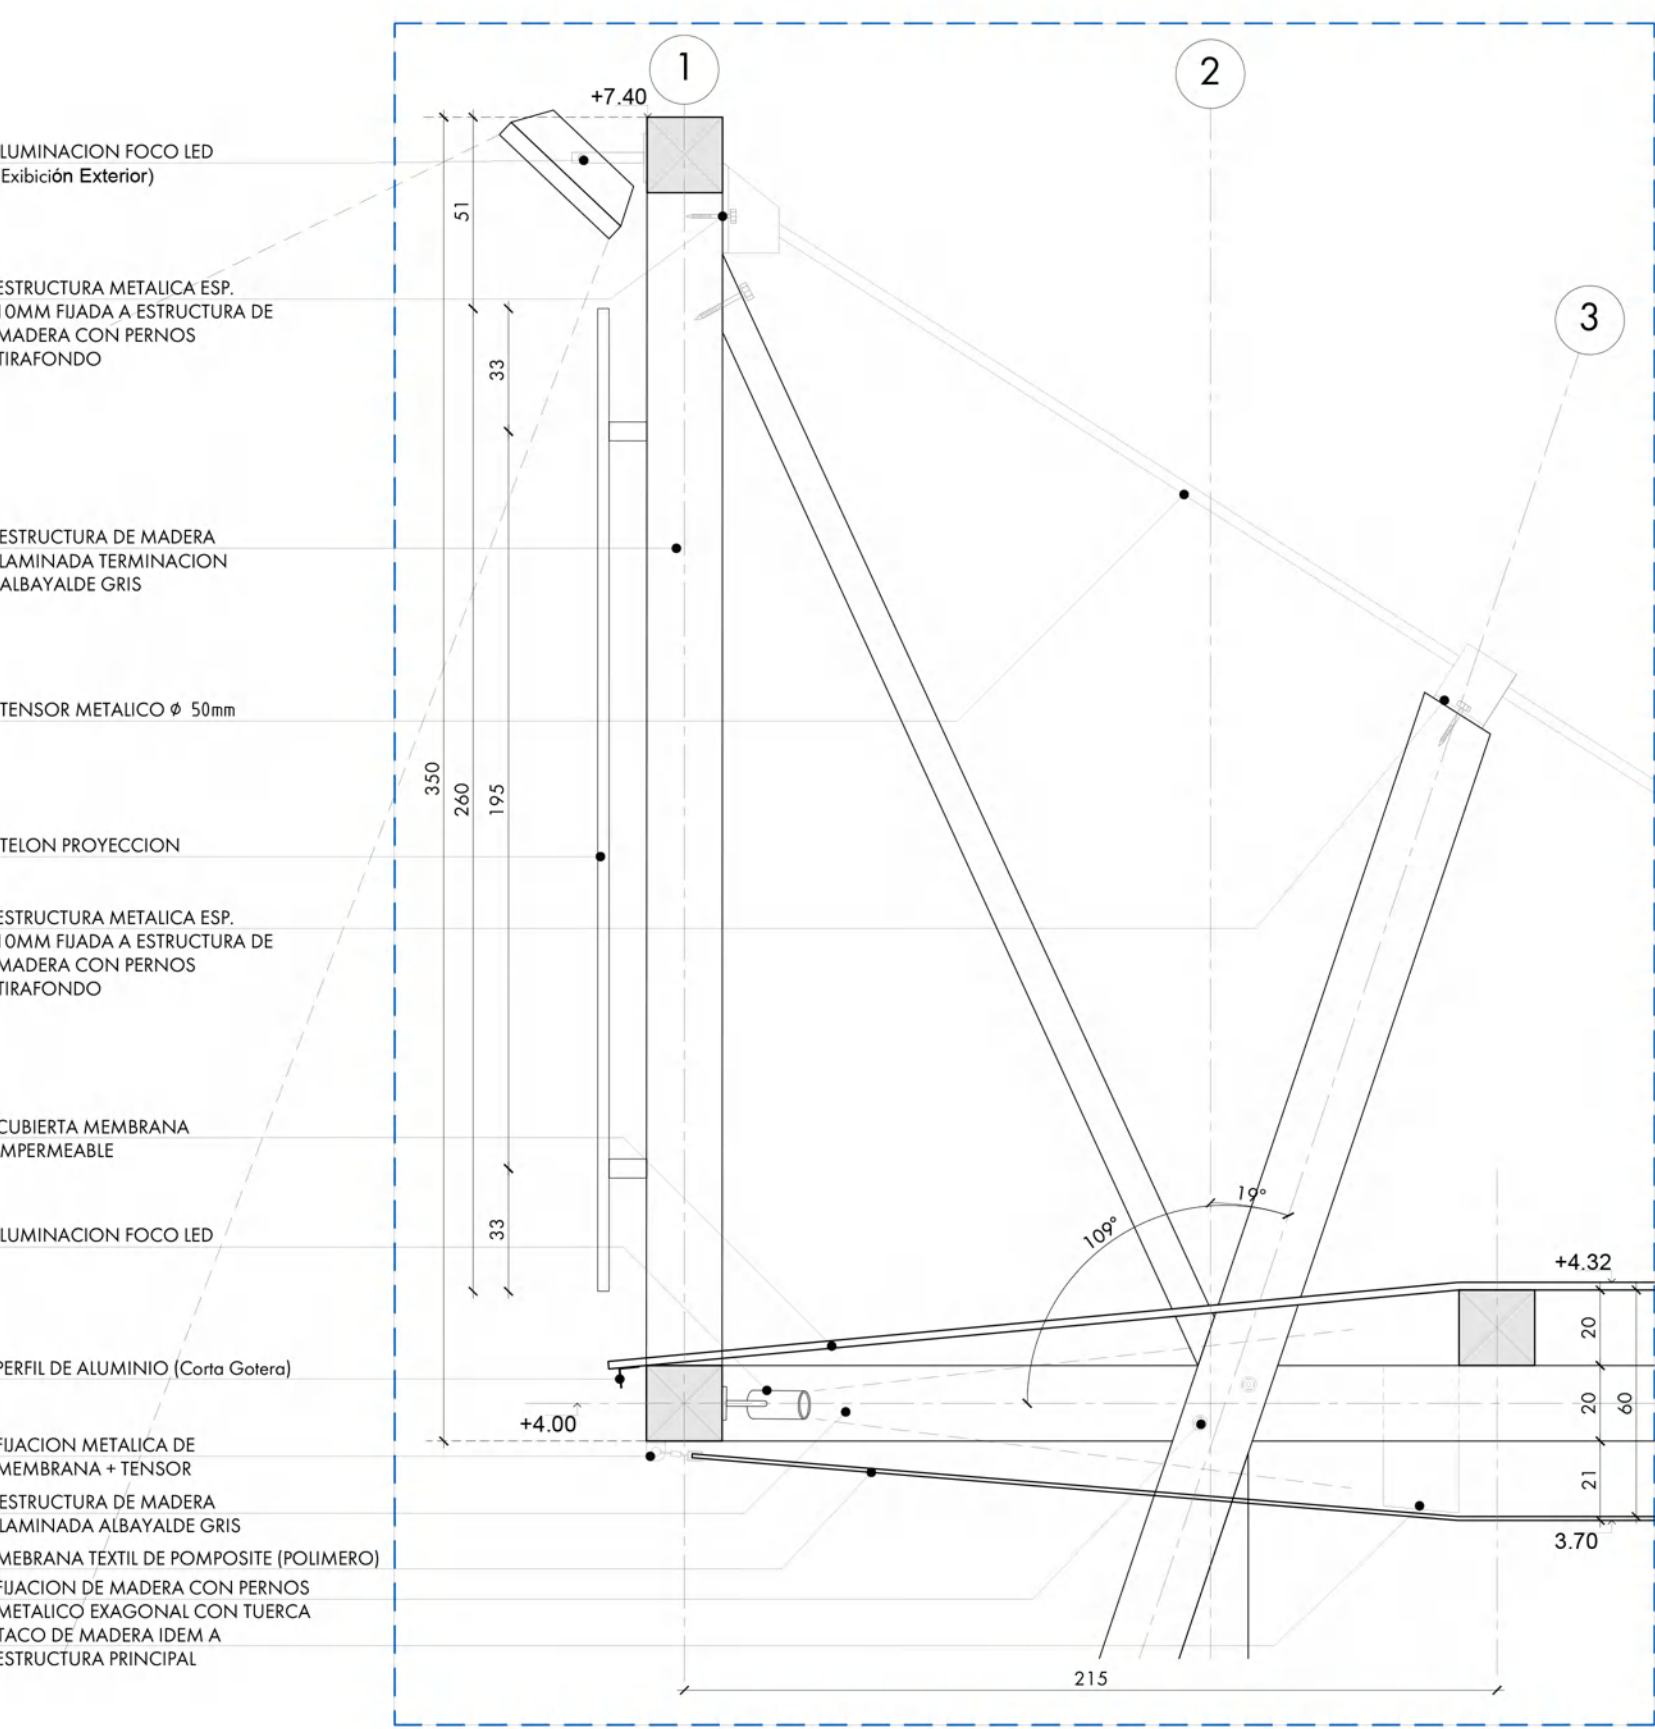 1
2
3
+7.40
LUMINACION FOCO LED
Exibición Exterior)
51
ESTRUCTURA METALICA ESP.
10MM FIJADA A ESTRUCTURA DE
MADERA CON PERNOS
TIRAFONDO
33
ESTRUCTURA DE MADERA
LAMINADA TERMINACION
ALBAYALDE GRIS
TENSOR METALICO Ø 50mm
350
260
195
TELON PROYECCION
ESTRUCTURA METALICA ESP.
10MM FIJADA A ESTRUCTURA DE
MADERA CON PERNOS
TIRAFONDO
CUBIERTA MEMBRANA
IMPERMEABLE
LUMINACION FOCO LED
33
109°
19°
+4.32
20
20
60
21
3.70
PERFIL DE ALUMINIO (Corta Gotera)
+4.00
FIJACION METALICA DE
MEMBRANA + TENSOR
ESTRUCTURA DE MADERA
LAMINADA ALBAYALDE GRIS
MEBRANA TEXTIL DE POMPOSITE (POLIMERO)
FIJACION DE MADERA CON PERNOS
METALICO EXAGONAL CON TUERCA
TACO DE MADERA IDEM A
ESTRUCTURA PRINCIPAL
215